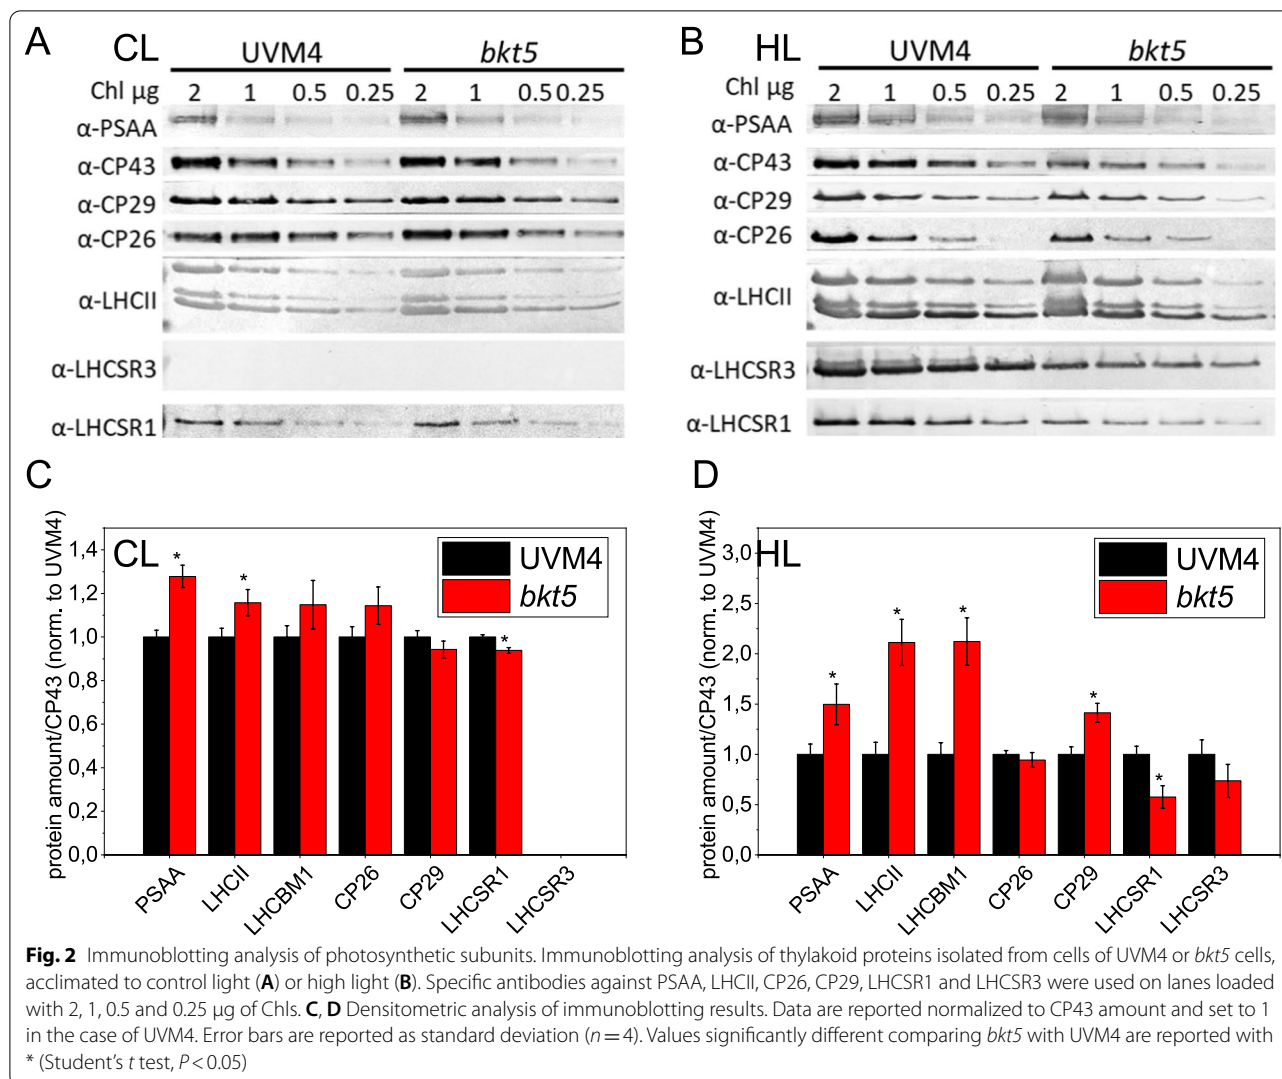 A CL UVM4 bkt5
Chl µg 2 1 0.5 0.25 2 1 0.5 0.25
α-PSAA
α-CP43
α-CP29
α-CP26
α-LHCII
α-LHCSR3
α-LHCSR1
B HL UVM4 bkt5
Chl µg 2 1 0.5 0.25 2 1 0.5 0.25
α-PSAA
α-CP43
α-CP29
α-CP26
α-LHCII
α-LHCSR3
α-LHCSR1
C
protein amount/CP43 (norm. to UVM4)
CL
UVM4
bkt5
1,4
1,2
1,0
0,8
0,6
0,4
0,2
0,0
* * *
PSAA LHCII LHCBM1 CP26 CP29 LHCSR1 LHCSR3
D
protein amount/CP43 (norm. to UVM4)
HL
UVM4
bkt5
3,0
2,5
2,0
1,5
1,0
0,5
0,0
* * * * *
PSAA LHCII LHCBM1 CP26 CP29 LHCSR1 LHCSR3
Fig. 2 Immunoblotting analysis of photosynthetic subunits. Immunoblotting analysis of thylakoid proteins isolated from cells of UVM4 or bkt5 cells,
acclimated to control light (A) or high light (B). Specific antibodies against PSAA, LHCII, CP26, CP29, LHCSR1 and LHCSR3 were used on lanes loaded
with 2, 1, 0.5 and 0.25 µg of Chls. C, D Densitometric analysis of immunoblotting results. Data are reported normalized to CP43 amount and set to 1
in the case of UVM4. Error bars are reported as standard deviation (n = 4). Values significantly different comparing bkt5 with UVM4 are reported with
* (Student's t test, P < 0.05)